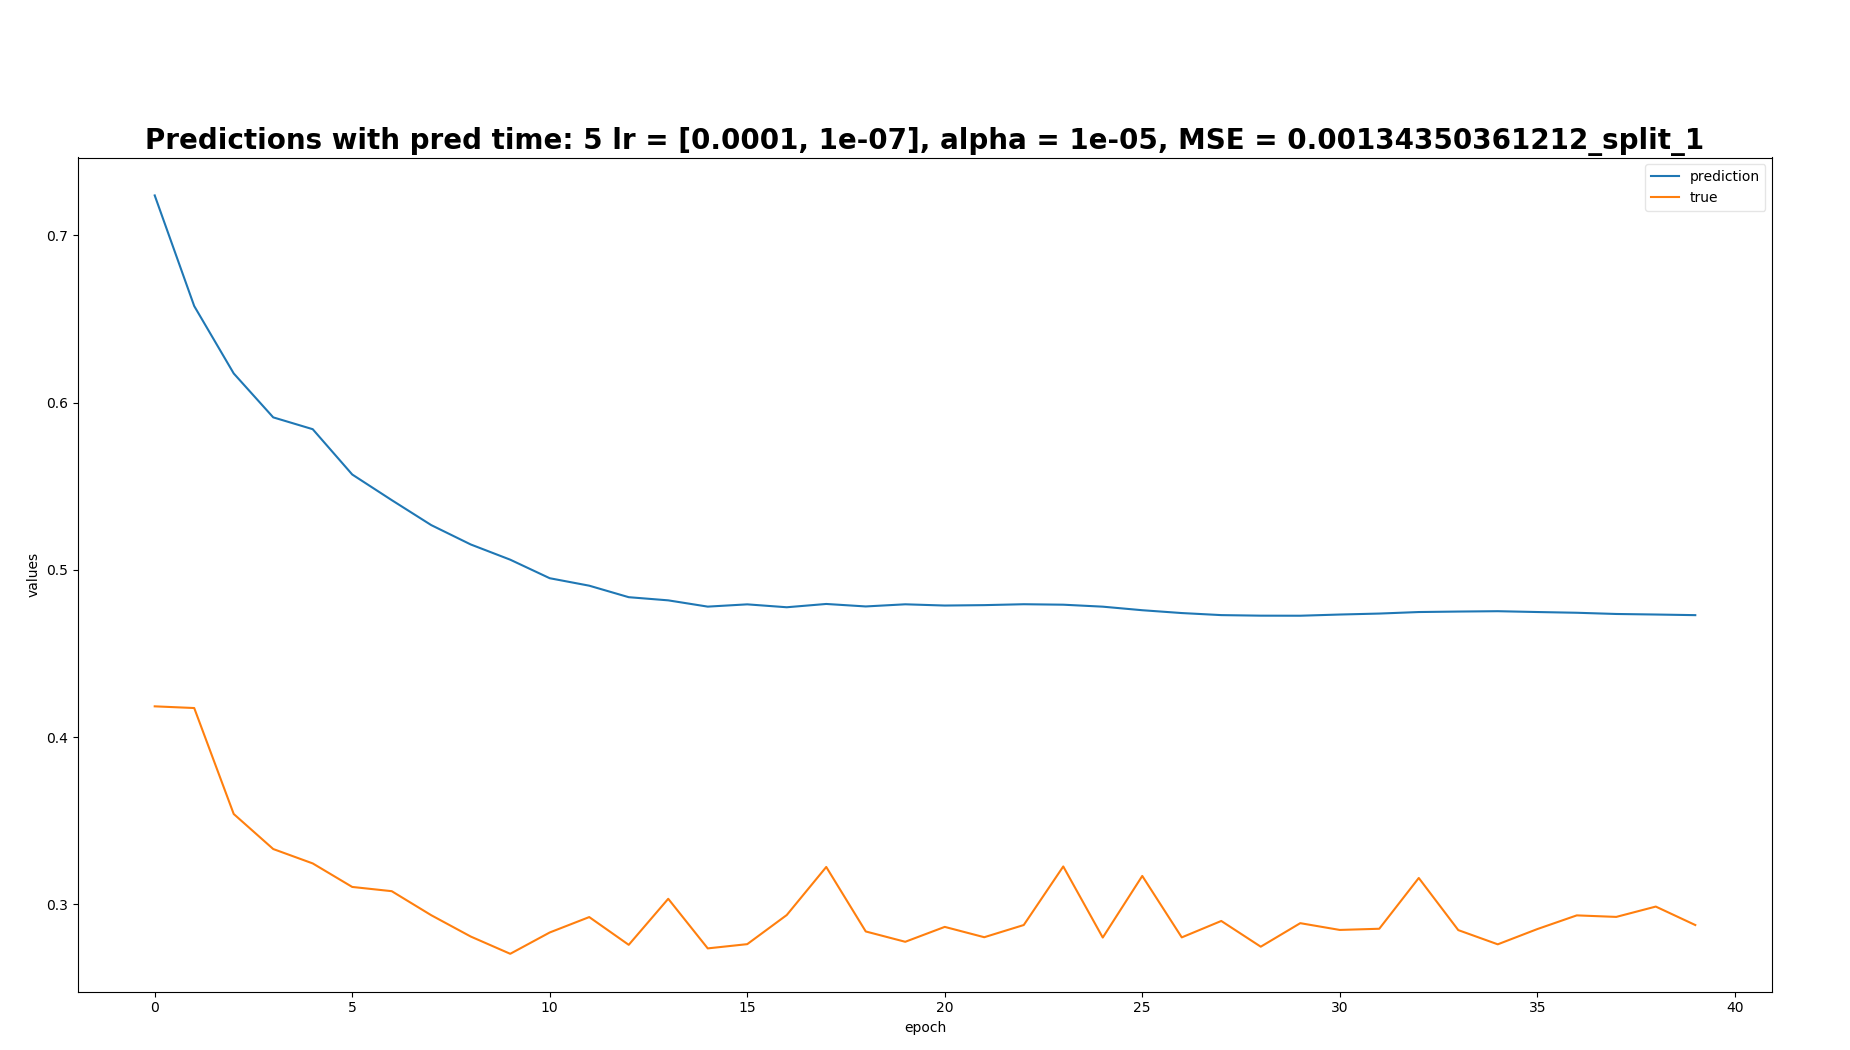 Predictions with pred time: 5 lr = [0.0001, 1e-07], alpha = 1e-05, MSE = 0.00134350361212_split_1
prediction
true
0.7
0.6
0.5
0.4
0.3
values
0 5 10 15 20 25 30 35 40
epoch